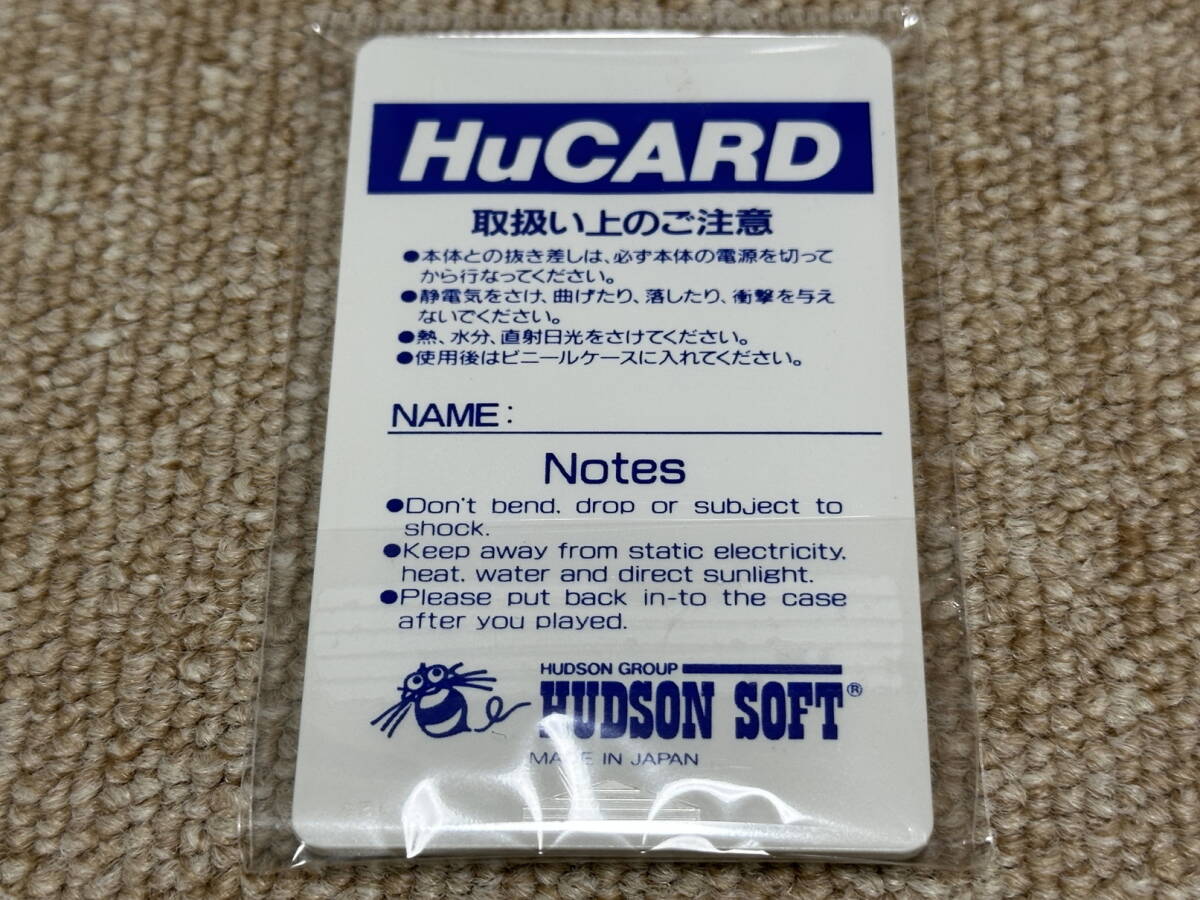 HuCARD
取扱い上のご注意
●本体との抜き差しは、必ず本体の電源を切って
から行なってください。
●静電気をさけ、曲げたり、落したり、衝撃を与え
ないでください。
●熱、水分、直射日光をさけてください。
●使用後はビニールケースに入れてください。
NAME:
Notes
●Don't bend, drop or subject to
shock.
●Keep away from static electricity,
heat, water and direct sunlight.
●Please put back in-to the case
after you played.
HUDSON GROUP
HUDSON SOFT®
MADE IN JAPAN